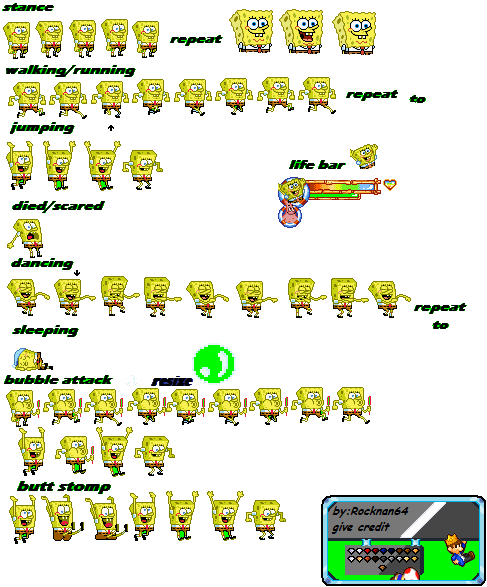 stance
repeat
walking/running
repeat to
jumping
life bar
died/scared
dancing
repeat
to
sleeping
bubble attack resize
butt stomp
by:Rocknan64
give credit